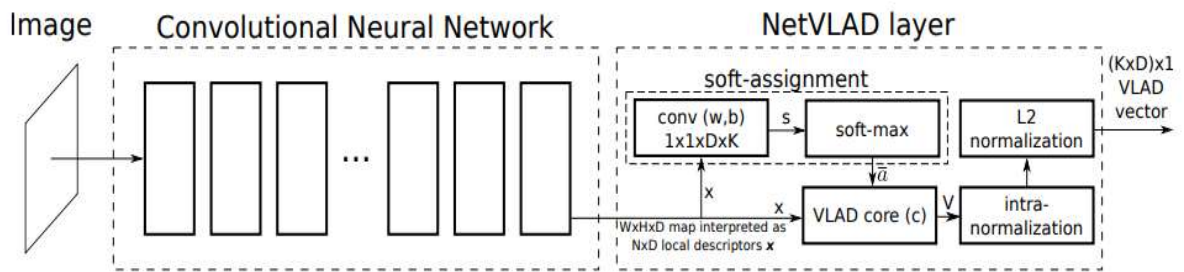 Image
Convolutional Neural Network
NetVLAD layer
soft-assignment
(KxD)x1
VLAD
vector
conv (w,b)
1x1xDxK
s
soft-max
L2
normalization
...
ā
x
x
VLAD core (c)
V
intra-
normalization
WxHxD map interpreted as
NxD local descriptors x